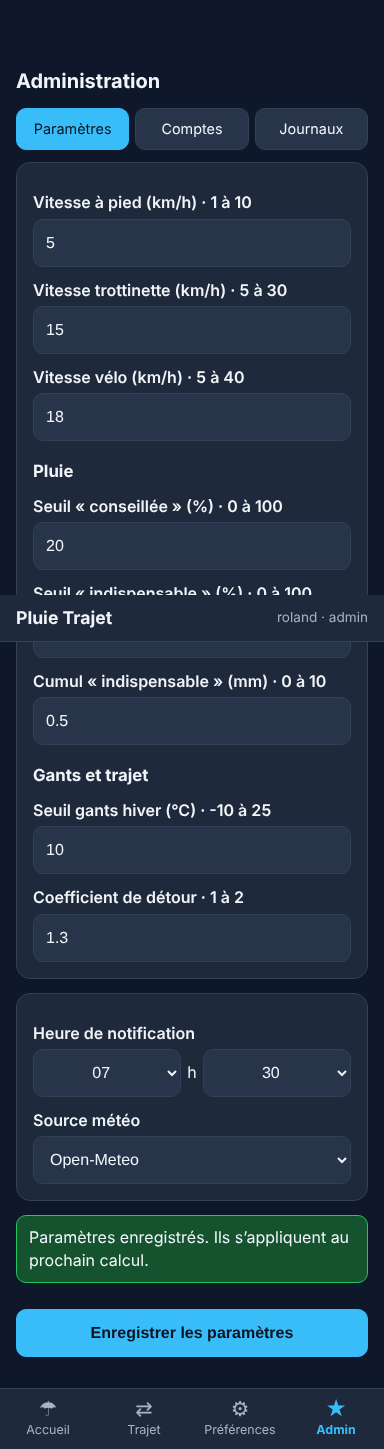 Administration
Paramètres
Comptes
Journaux
Vitesse à pied (km/h) · 1 à 10
5
Vitesse trottinette (km/h) · 5 à 30
15
Vitesse vélo (km/h) · 5 à 40
18
Pluie
Seuil « conseillée » (%) · 0 à 100
20
Seuil « indispensable » (%) · 0 à 100
Pluie Trajet
roland · admin
Cumul « indispensable » (mm) · 0 à 10
0.5
Gants et trajet
Seuil gants hiver (°C) · -10 à 25
10
Coefficient de détour · 1 à 2
1.3
Heure de notification
07 h 30
Source météo
Open-Meteo
Paramètres enregistrés. Ils s’appliquent au
prochain calcul.
Enregistrer les paramètres
Accueil
Trajet
Préférences
Admin